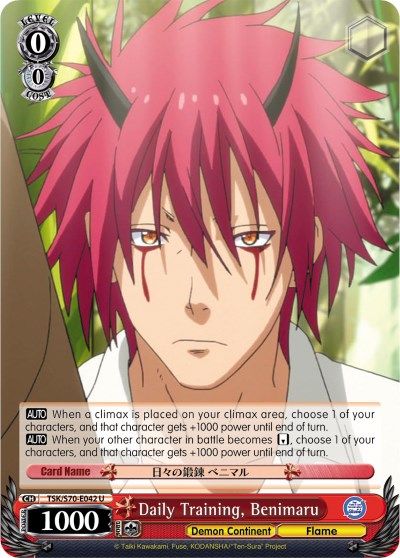 LEVEL
0
0
COST
AUTO When a climax is placed on your climax area, choose 1 of your
characters, and that character gets +1000 power until end of turn.
AUTO When your other character in battle becomes [▼], choose 1 of
your characters, and that character gets +1000 power until end of turn.
Card Name
日々の鍛錬 ベニマル
CH
TSK/S70-E042 U
POWER
1000
Daily Training, Benimaru
Demon Continent
Flame
© Taiki Kawakami, Fuse, KODANSHA/"Ten-Sura" Project